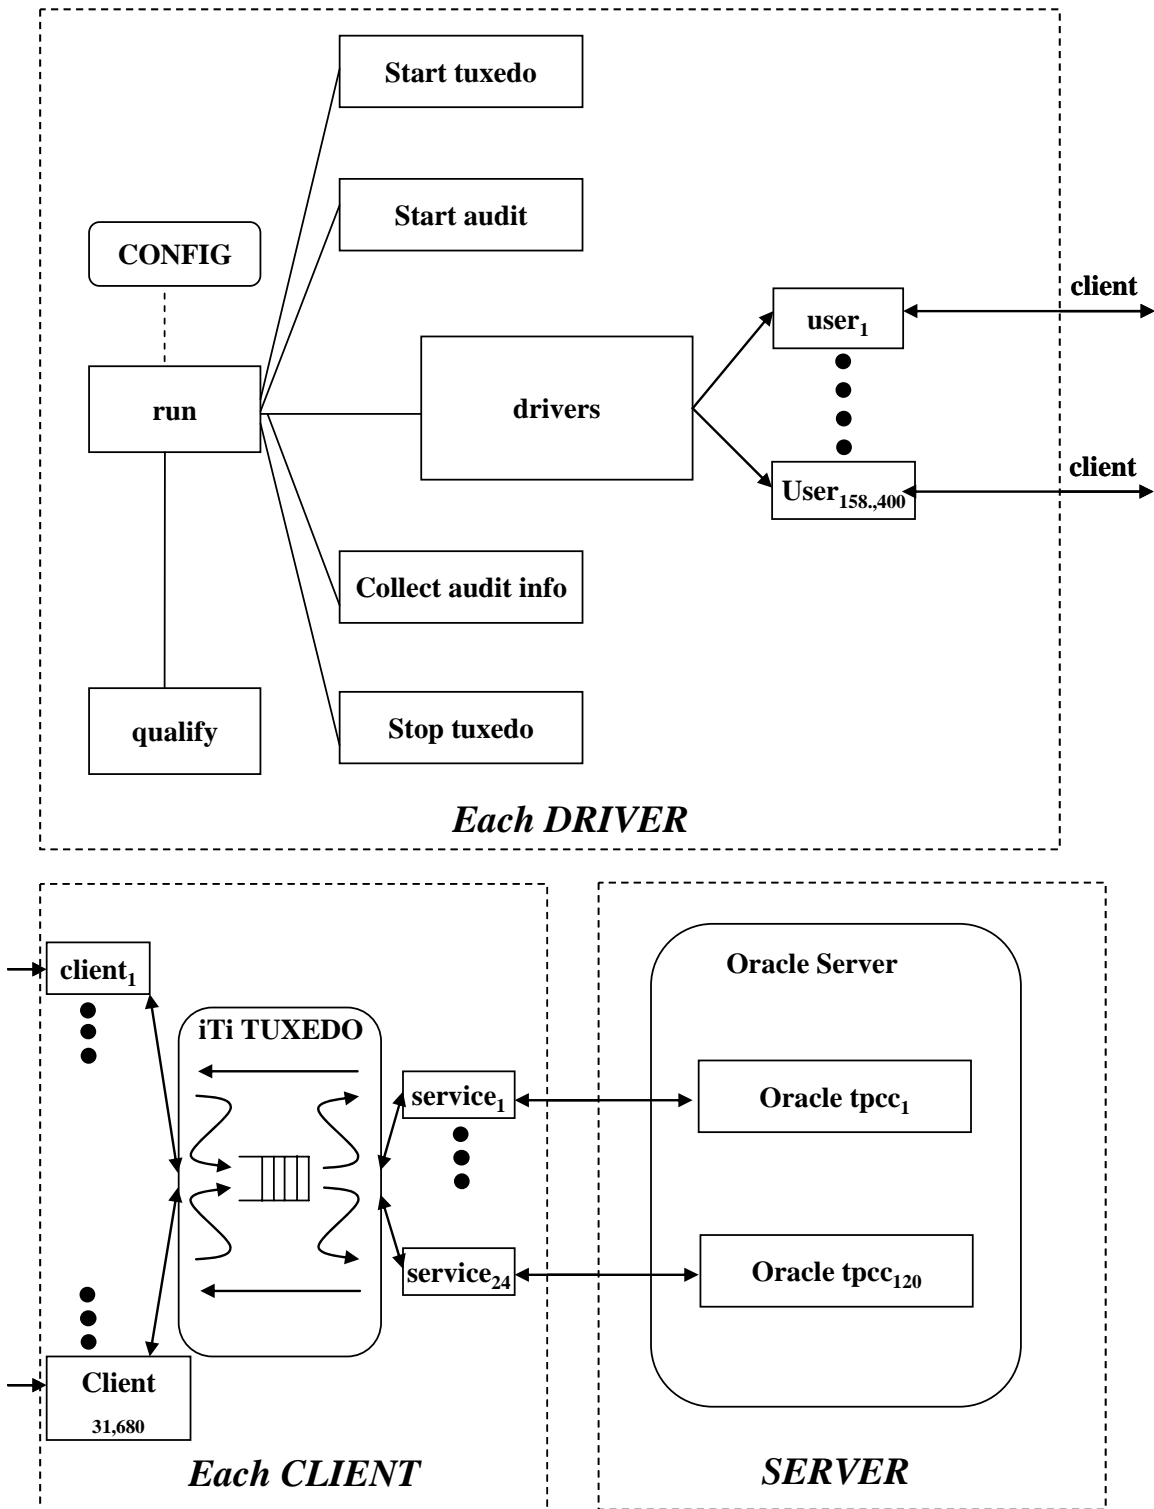 Start tuxedo
Start audit
CONFIG
client
user1
run
drivers
client
User158.,400
Collect audit info
qualify
Stop tuxedo
Each DRIVER
client1
Oracle Server
iTi TUXEDO
service1
Oracle tpcc1
service24
Oracle tpcc120
Client
31,680
Each CLIENT
SERVER